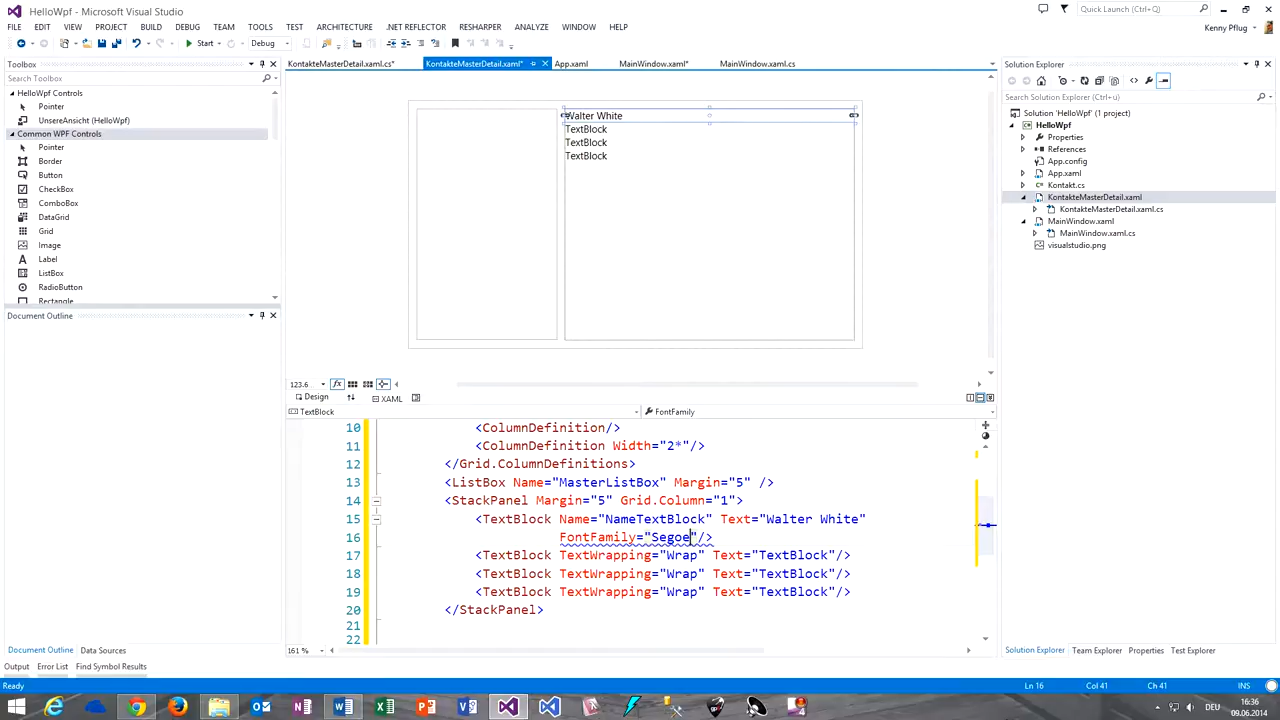 HelloWpf - Microsoft Visual Studio
Quick Launch (Ctrl+Q)
FILE EDIT VIEW PROJECT BUILD DEBUG TEAM TOOLS TEST ARCHITECTURE .NET REFLECTOR RESHARPER ANALYZE WINDOW HELP
Kenny Pflug
Start Debug
Toolbox
KontakteMasterDetail.xaml.cs* KontakteMasterDetail.xaml* App.xaml MainWindow.xaml* MainWindow.xaml.cs
Solution Explorer
Search Toolbox
HelloWpf Controls
Pointer
UnsereAnsicht (HelloWpf)
Common WPF Controls
Pointer
Border
Button
CheckBox
ComboBox
DataGrid
Grid
Image
Label
ListBox
RadioButton
Rectangle
Document Outline
Walter White
TextBlock
TextBlock
TextBlock
Search Solution Explorer (Ctrl+u)
Solution 'HelloWpf' (1 project)
HelloWpf
Properties
References
App.config
App.xaml
Kontakt.cs
KontakteMasterDetail.xaml
KontakteMasterDetail.xaml.cs
MainWindow.xaml
MainWindow.xaml.cs
visualstudio.png
123.6
Design XAML
TextBlock FontFamily
10 <ColumnDefinition/>
11 <ColumnDefinition Width="2*"/>
12 </Grid.ColumnDefinitions>
13 <ListBox Name="MasterListBox" Margin="5" />
14 <StackPanel Margin="5" Grid.Column="1">
15 <TextBlock Name="NameTextBlock" Text="Walter White"
16 FontFamily="Segoe"/>
17 <TextBlock TextWrapping="Wrap" Text="TextBlock"/>
18 <TextBlock TextWrapping="Wrap" Text="TextBlock"/>
19 <TextBlock TextWrapping="Wrap" Text="TextBlock"/>
20 </StackPanel>
21
22
161 %
Document Outline Data Sources
Solution Explorer Team Explorer Properties Test Explorer
Output Error List Find Symbol Results
Ready Ln 16 Col 41 Ch 41 INS
DEU
16:36
09.06.2014